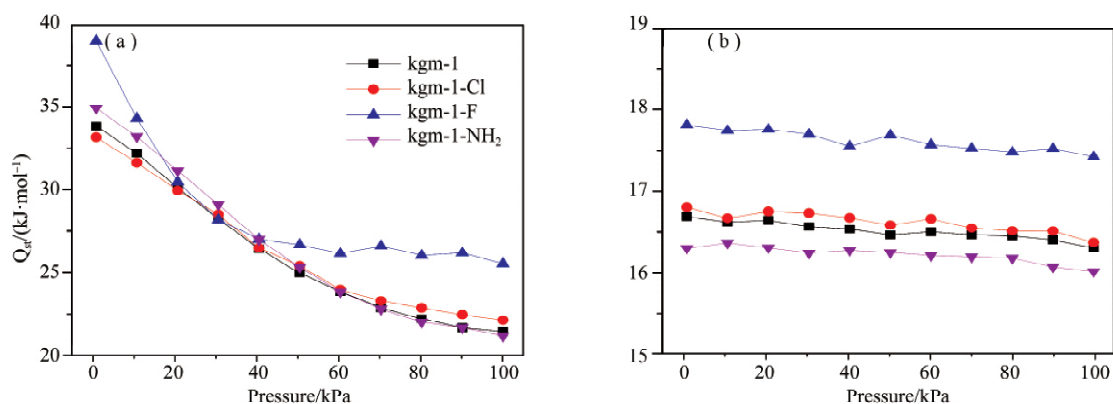 40
35
30
25
20
( a )
kgm-1
kgm-1-Cl
kgm-1-F
kgm-1-NH₂
Qst/(kJ·mol⁻¹)
0 20 40 60 80 100
Pressure/kPa
19
18
17
16
15
( b )
0 20 40 60 80 100
Pressure/kPa